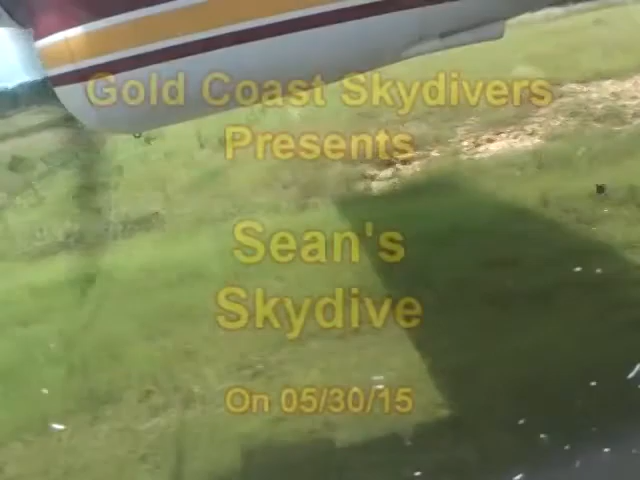 Gold Coast Skydivers
Presents
Sean's
Skydive
On 05/30/15